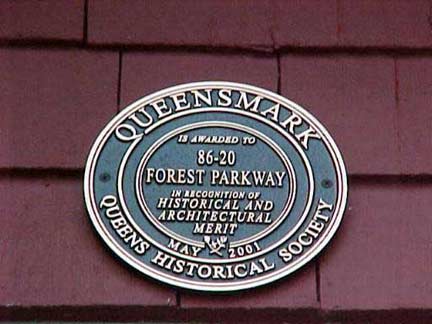 QUEENSMARK
IS AWARDED TO
86-20
FOREST PARKWAY
IN RECOGNITION OF
HISTORICAL AND
ARCHITECTURAL
MERIT
MAY 2001
QUEENS HISTORICAL SOCIETY